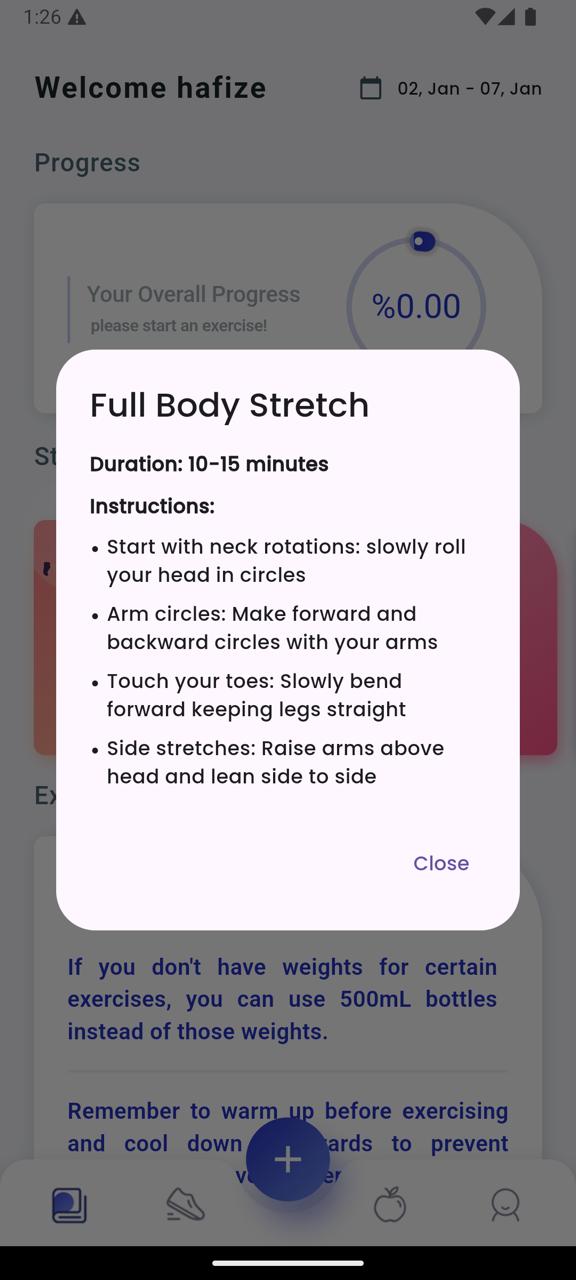 1:26
Welcome hafize
02, Jan - 07, Jan
Progress
Your Overall Progress
please start an exercise!
%0.00
Full Body Stretch
St
Duration: 10-15 minutes
Instructions:
• Start with neck rotations: slowly roll
your head in circles
• Arm circles: Make forward and
backward circles with your arms
• Touch your toes: Slowly bend
forward keeping legs straight
• Side stretches: Raise arms above
head and lean side to side
Ex
Close
If you don't have weights for certain
exercises, you can use 500mL bottles
instead of those weights.
Remember to warm up before exercising
and cool down ards to prevent